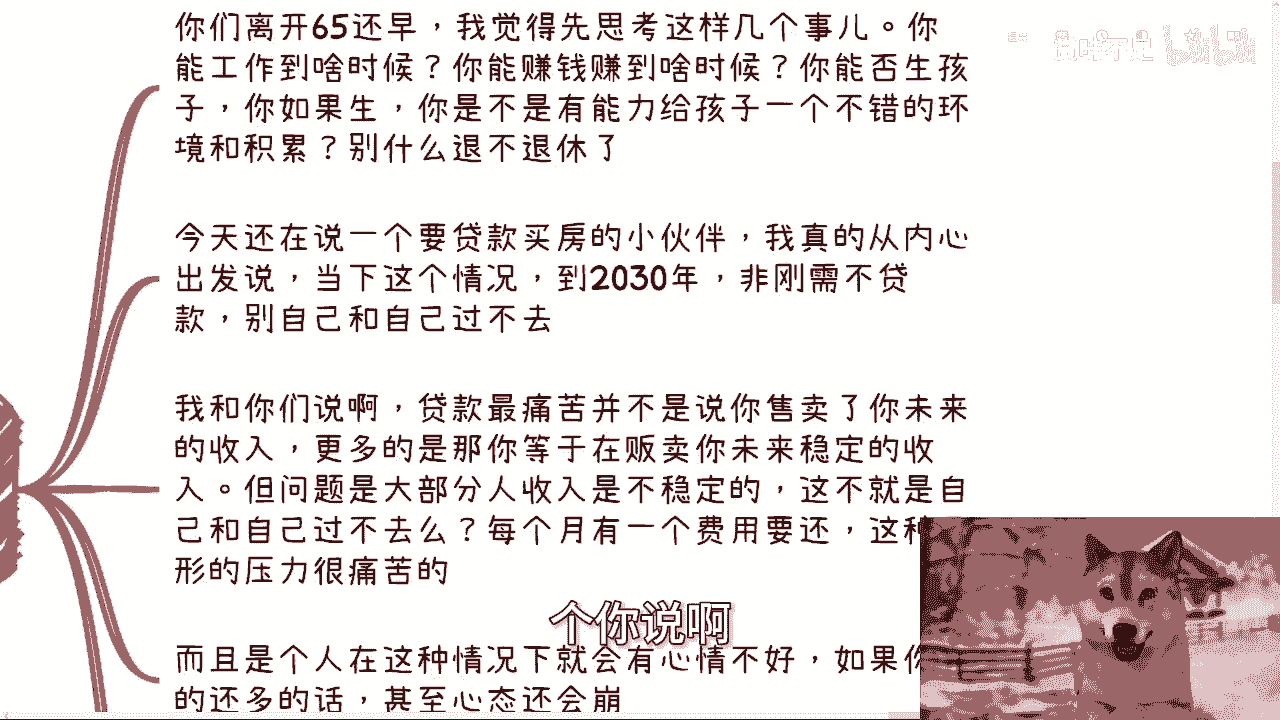 你们离开65还早，我觉得先思考这样几个事儿。你
能工作到啥时候？你能赚钱赚到啥时候？你能否生孩
子，你如果生，你是不是有能力给孩子一个不错的环
境和积累？别什么退不退休了
今天还在说一个要贷款买房的小伙伴，我真的从内心
出发说，当下这个情况，到2030年，非刚需不贷
款，别自己和自己过不去
我和你们说啊，贷款最痛苦并不是说你售卖了你未来
的收入，更多的是那你等于在贩卖你未来稳定的收
入。但问题是大部分人收入是不稳定的，这不就是自
己和自己过不去么？每个月有一个费用要还，这种
形的压力很痛苦的
个你说啊
而且是个人在这种情况下就会有心情不好，如果你
的还多的话，甚至心态还会崩